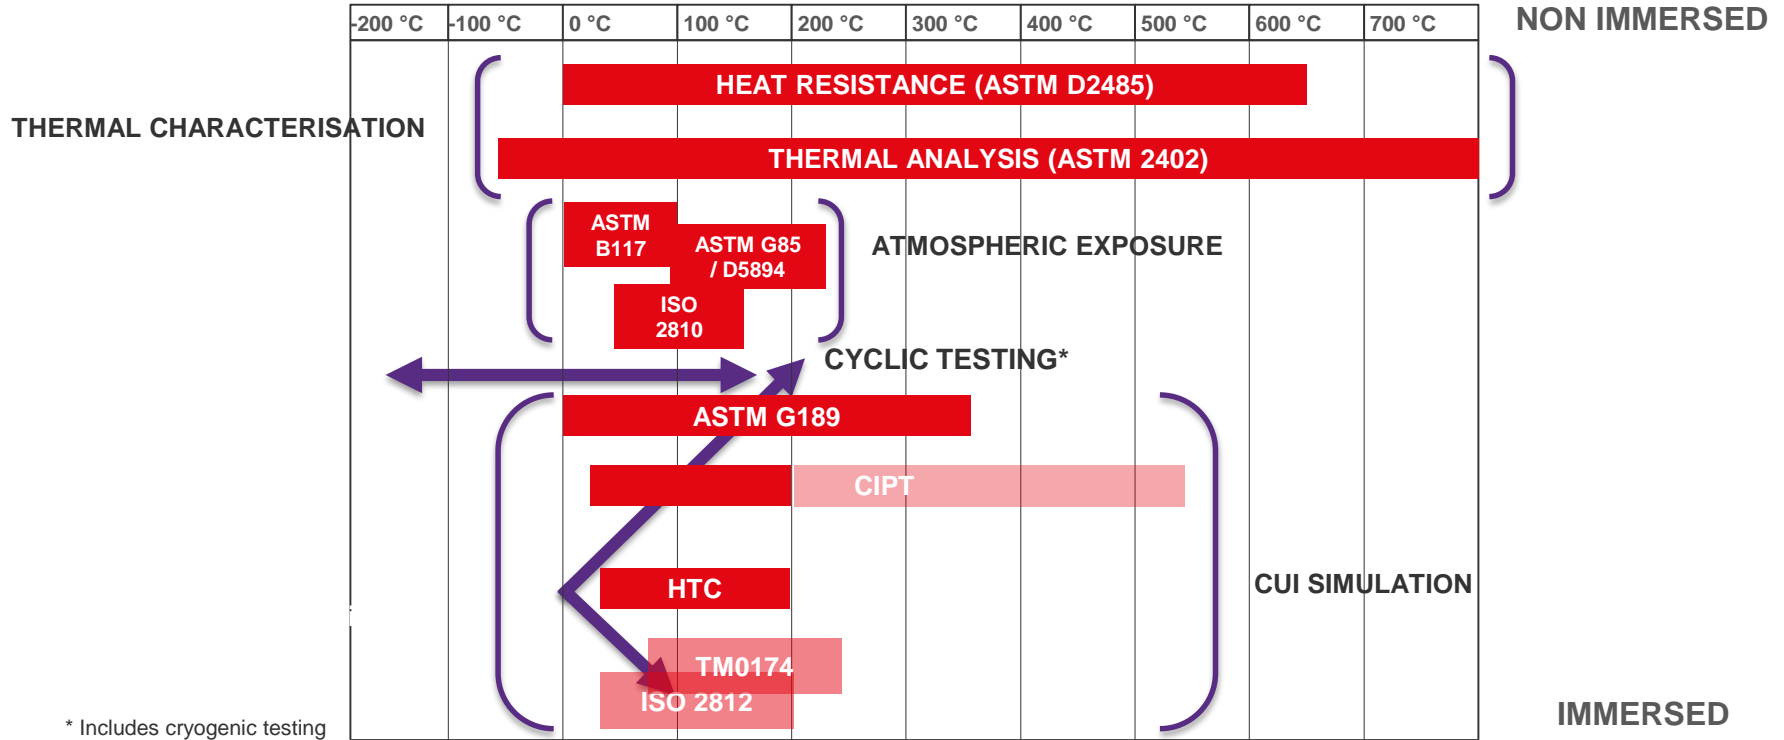 -200 °C -100 °C 0 °C 100 °C 200 °C 300 °C 400 °C 500 °C 600 °C 700 °C
NON IMMERSED
HEAT RESISTANCE (ASTM D2485)
THERMAL CHARACTERISATION
THERMAL ANALYSIS (ASTM 2402)
ASTM
B117
ASTM G85
/ D5894
ATMOSPHERIC EXPOSURE
ISO
2810
CYCLIC TESTING*
ASTM G189
CIPT
HTC
CUI SIMULATION
TM0174
ISO 2812
IMMERSED
* Includes cryogenic testing